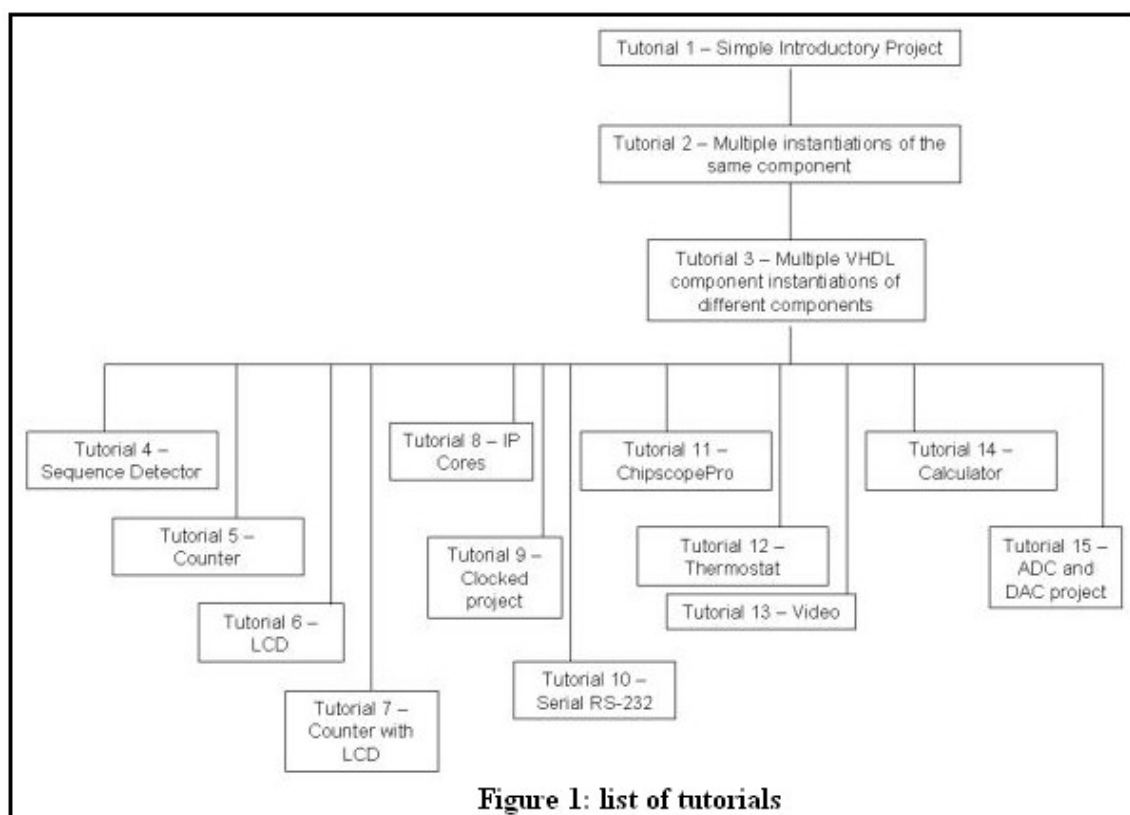 Tutorial 1 – Simple Introductory Project
Tutorial 2 – Multiple instantiations of the
same component
Tutorial 3 – Multiple VHDL
component instantiations of
different components
Tutorial 4 –
Sequence Detector
Tutorial 5 –
Counter
Tutorial 6 –
LCD
Tutorial 7 –
Counter with
LCD
Tutorial 8 – IP
Cores
Tutorial 9 –
Clocked
project
Tutorial 10 –
Serial RS-232
Tutorial 11 –
ChipscopePro
Tutorial 12 –
Thermostat
Tutorial 13 – Video
Tutorial 14 –
Calculator
Tutorial 15 –
ADC and
DAC project
Figure 1: list of tutorials